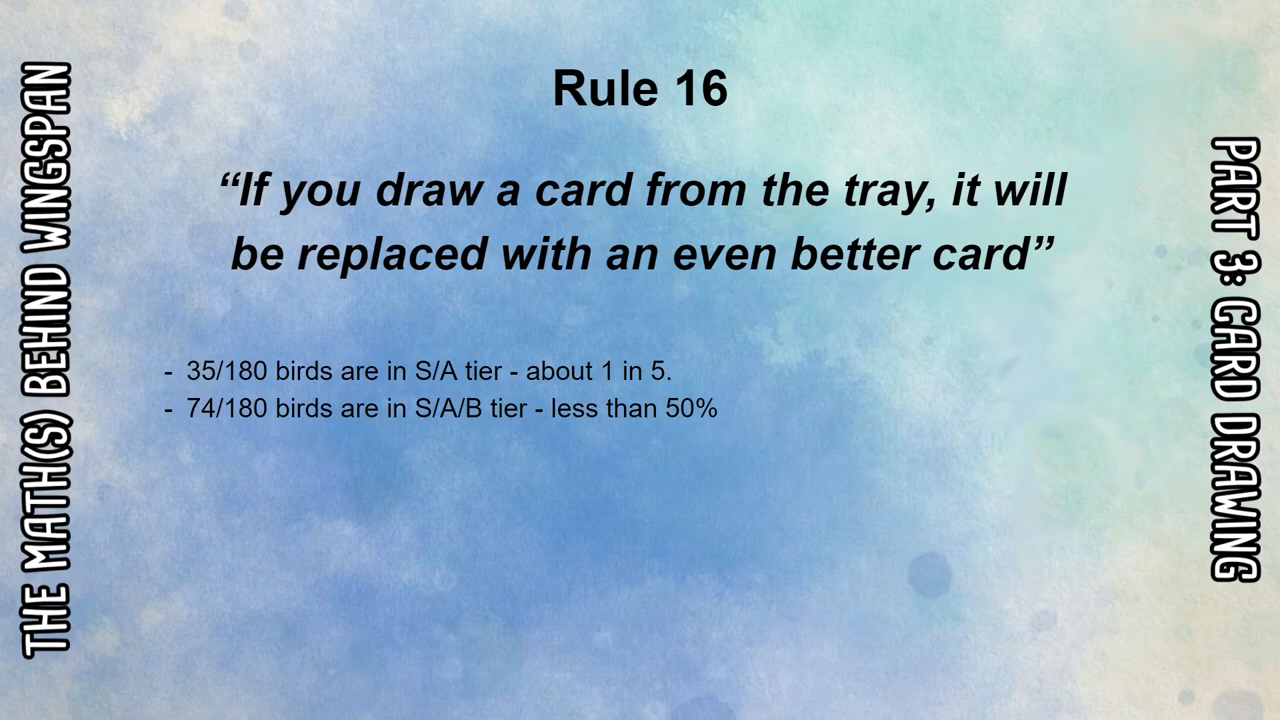 THE MATH(S) BEHIND WINGSPAN
Rule 16
“If you draw a card from the tray, it will
be replaced with an even better card”
- 35/180 birds are in S/A tier - about 1 in 5.
- 74/180 birds are in S/A/B tier - less than 50%
PART 3: CARD DRAWING